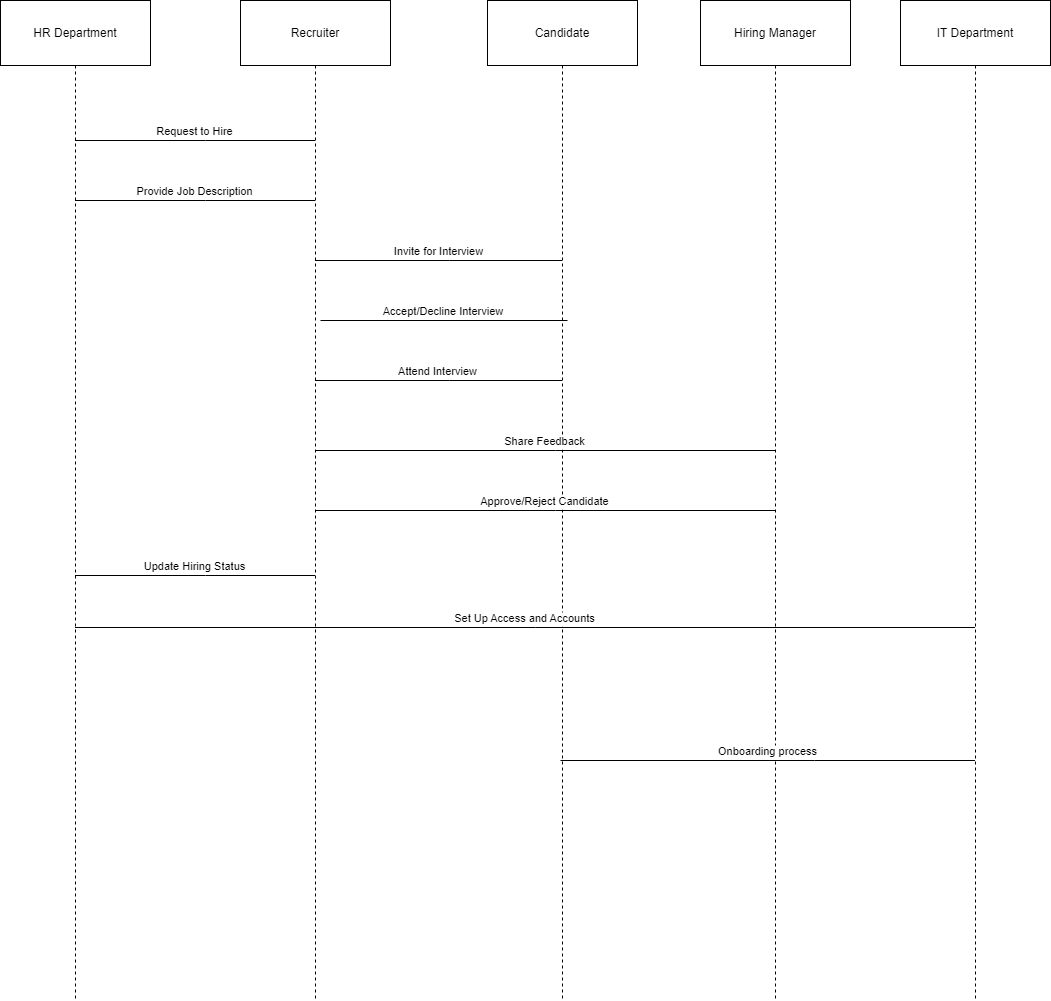 HR Department
Recruiter
Candidate
Hiring Manager
IT Department
Request to Hire
Provide Job Description
Invite for Interview
Accept/Decline Interview
Attend Interview
Share Feedback
Approve/Reject Candidate
Update Hiring Status
Set Up Access and Accounts
Onboarding process